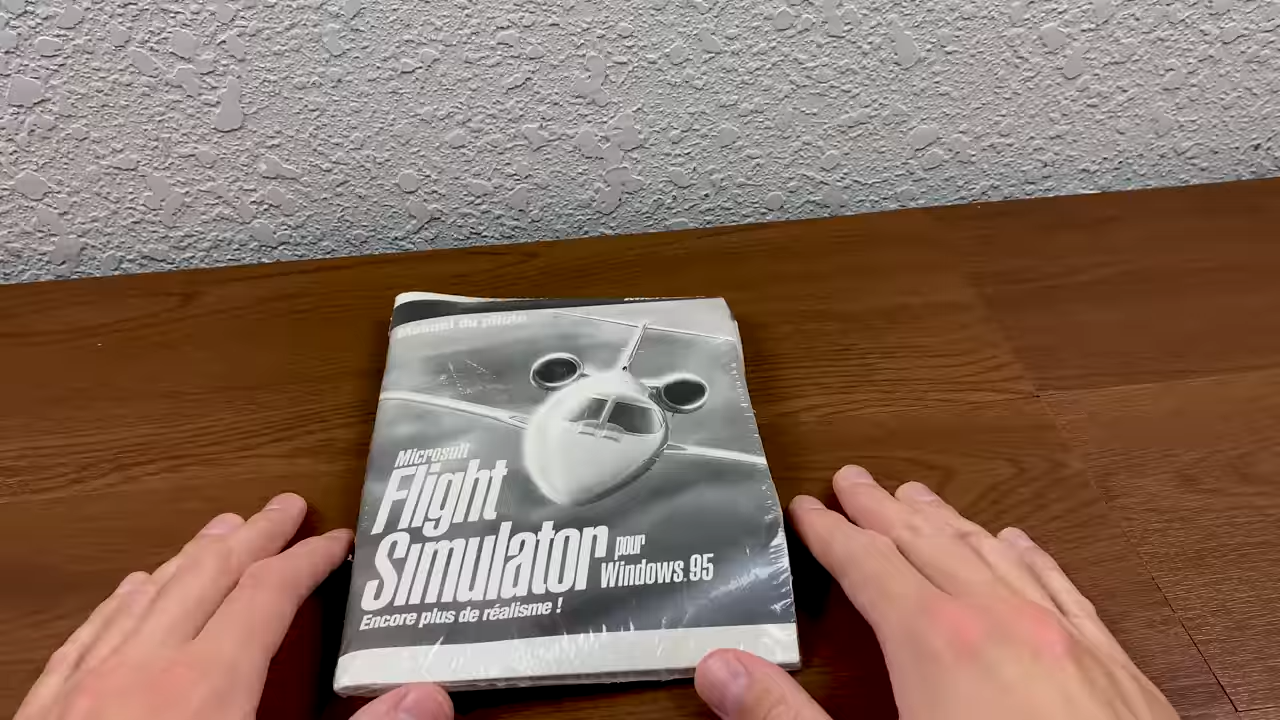 Manuel du pilote
Microsoft
Flight
Simulator pour
Windows 95
Encore plus de réalisme !